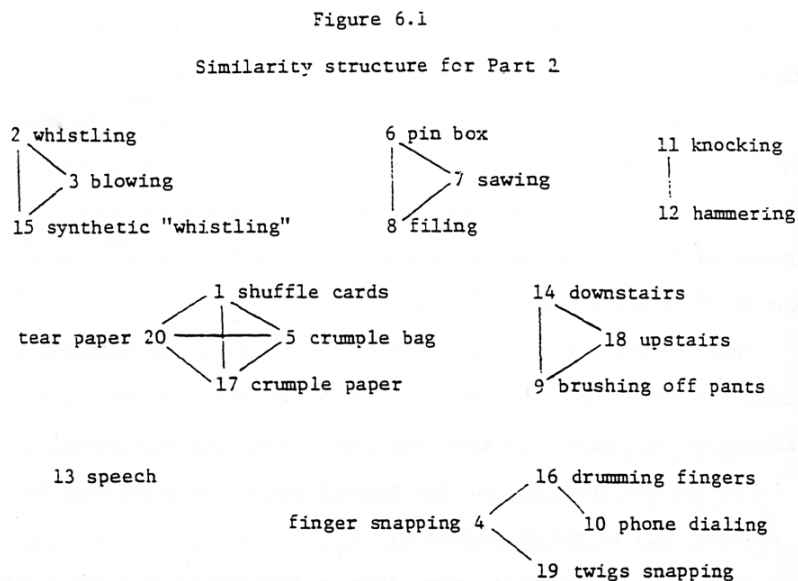 Figure 6.1
Similarity structure for Part 2
2 whistling
3 blowing
15 synthetic "whistling"
6 pin box
7 sawing
8 filing
11 knocking
12 hammering
1 shuffle cards
tear paper 20
5 crumple bag
17 crumple paper
14 downstairs
18 upstairs
9 brushing off pants
13 speech
16 drumming fingers
finger snapping 4
10 phone dialing
19 twigs snapping